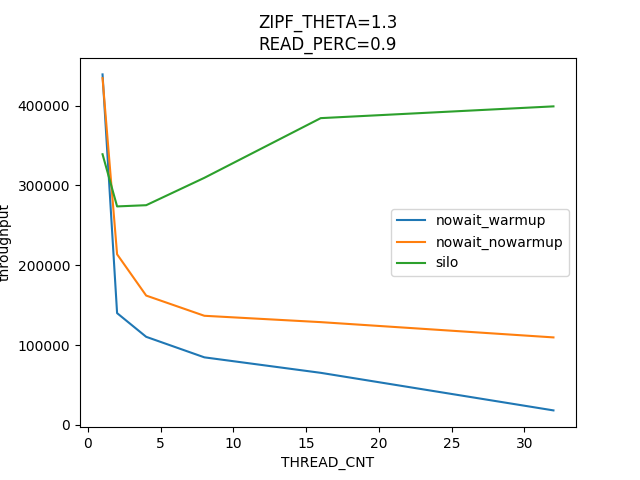 ZIPF_THETA=1.3
READ_PERC=0.9
400000
300000
200000
100000
0
throughput
nowait_warmup
nowait_nowarmup
silo
0 5 10 15 20 25 30
THREAD_CNT